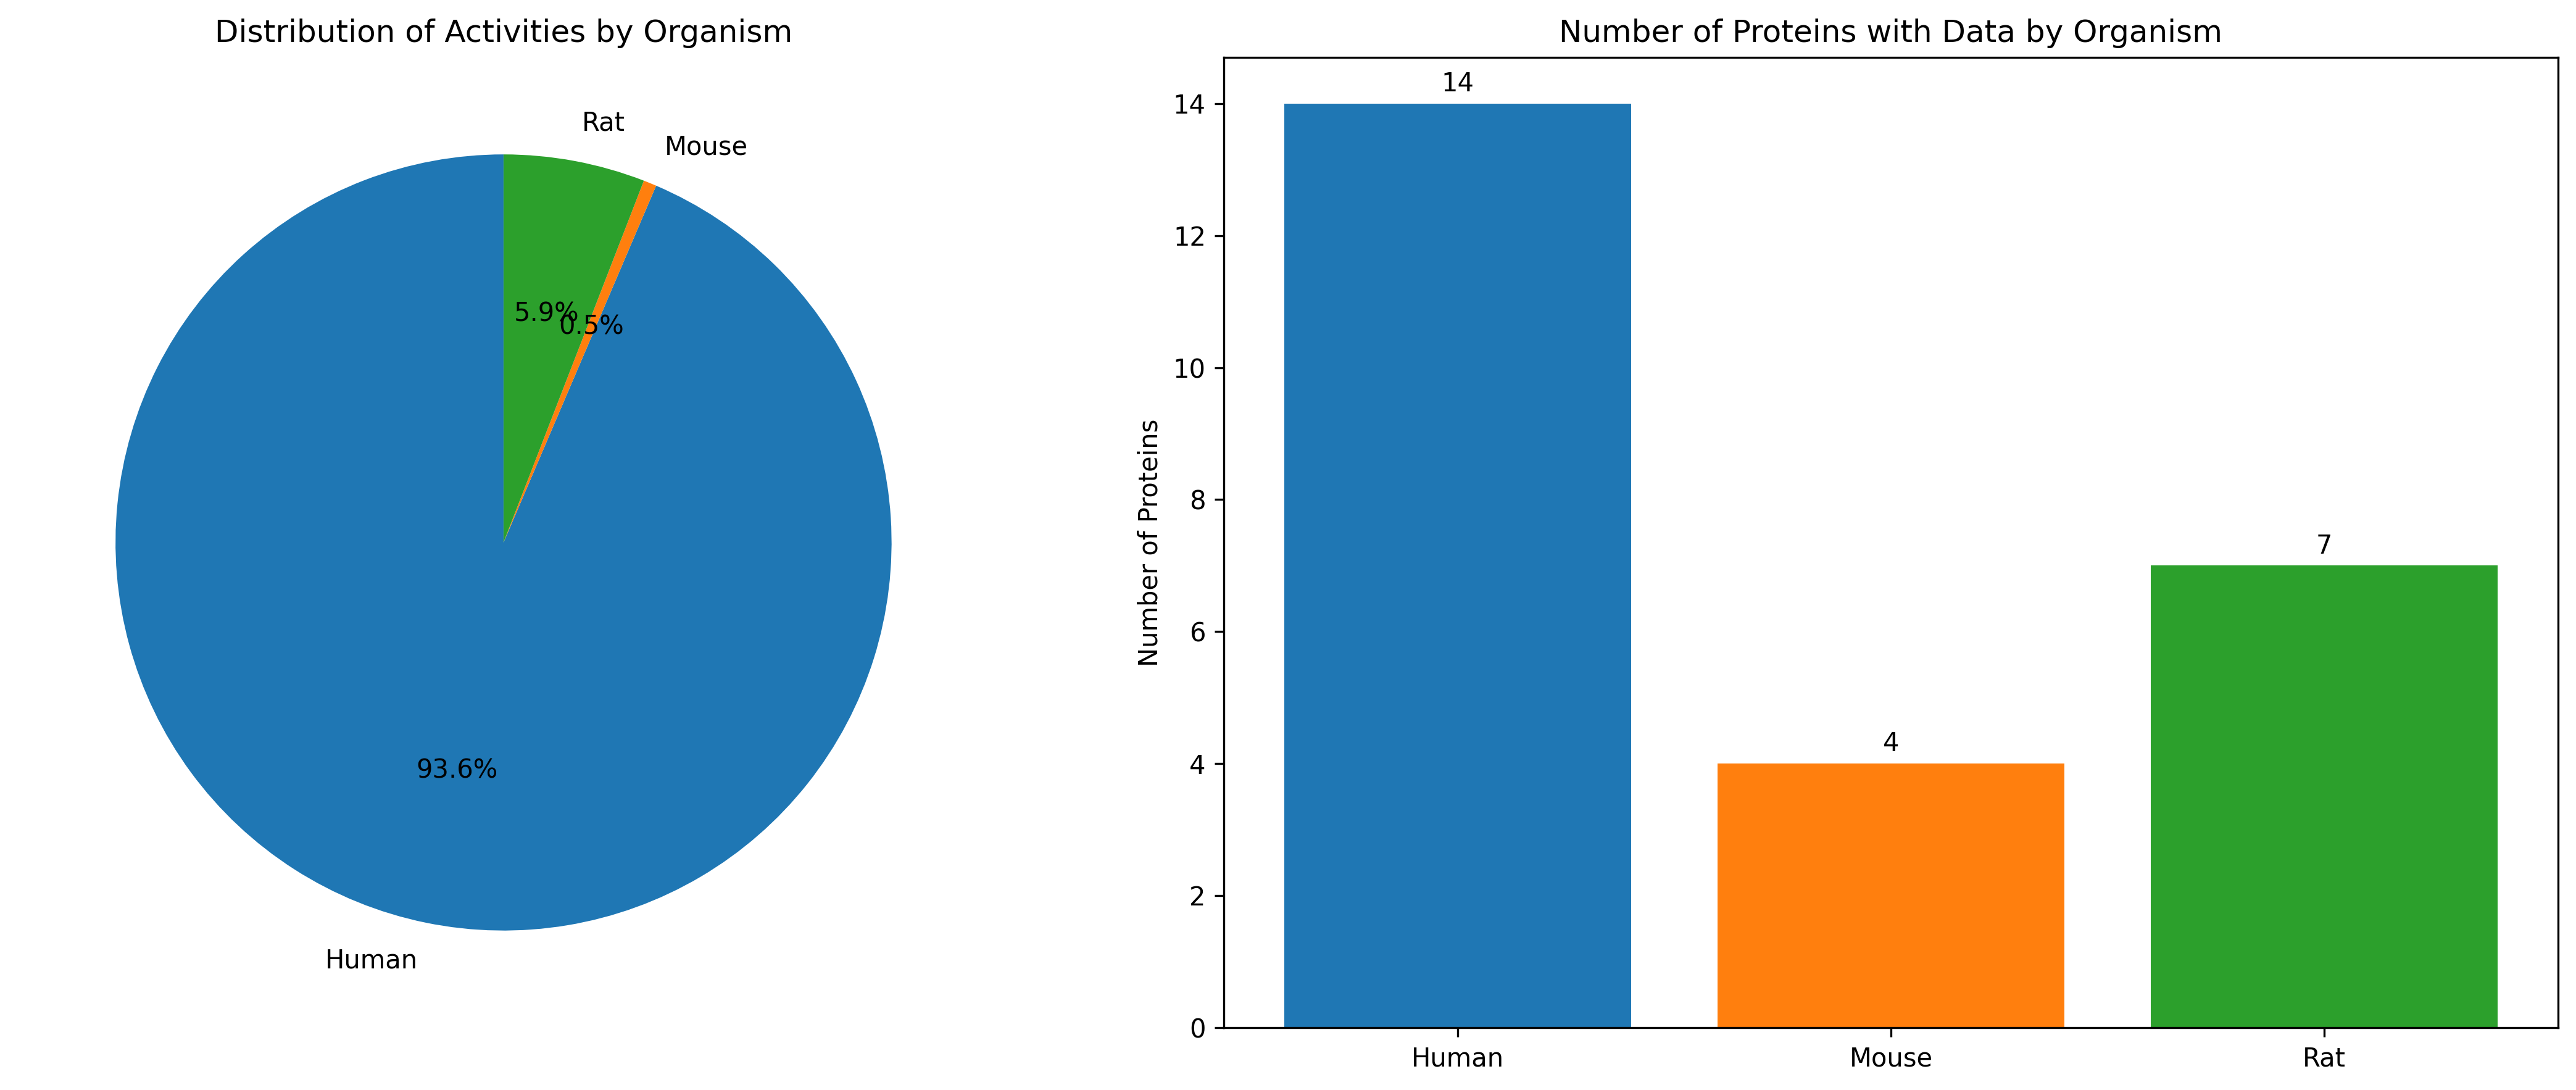 Distribution of Activities by Organism
Rat
Mouse
5.9%
0.5%
93.6%
Human
Number of Proteins with Data by Organism
Number of Proteins
14
12
10
8
6
4
2
0
14
4
7
Human
Mouse
Rat